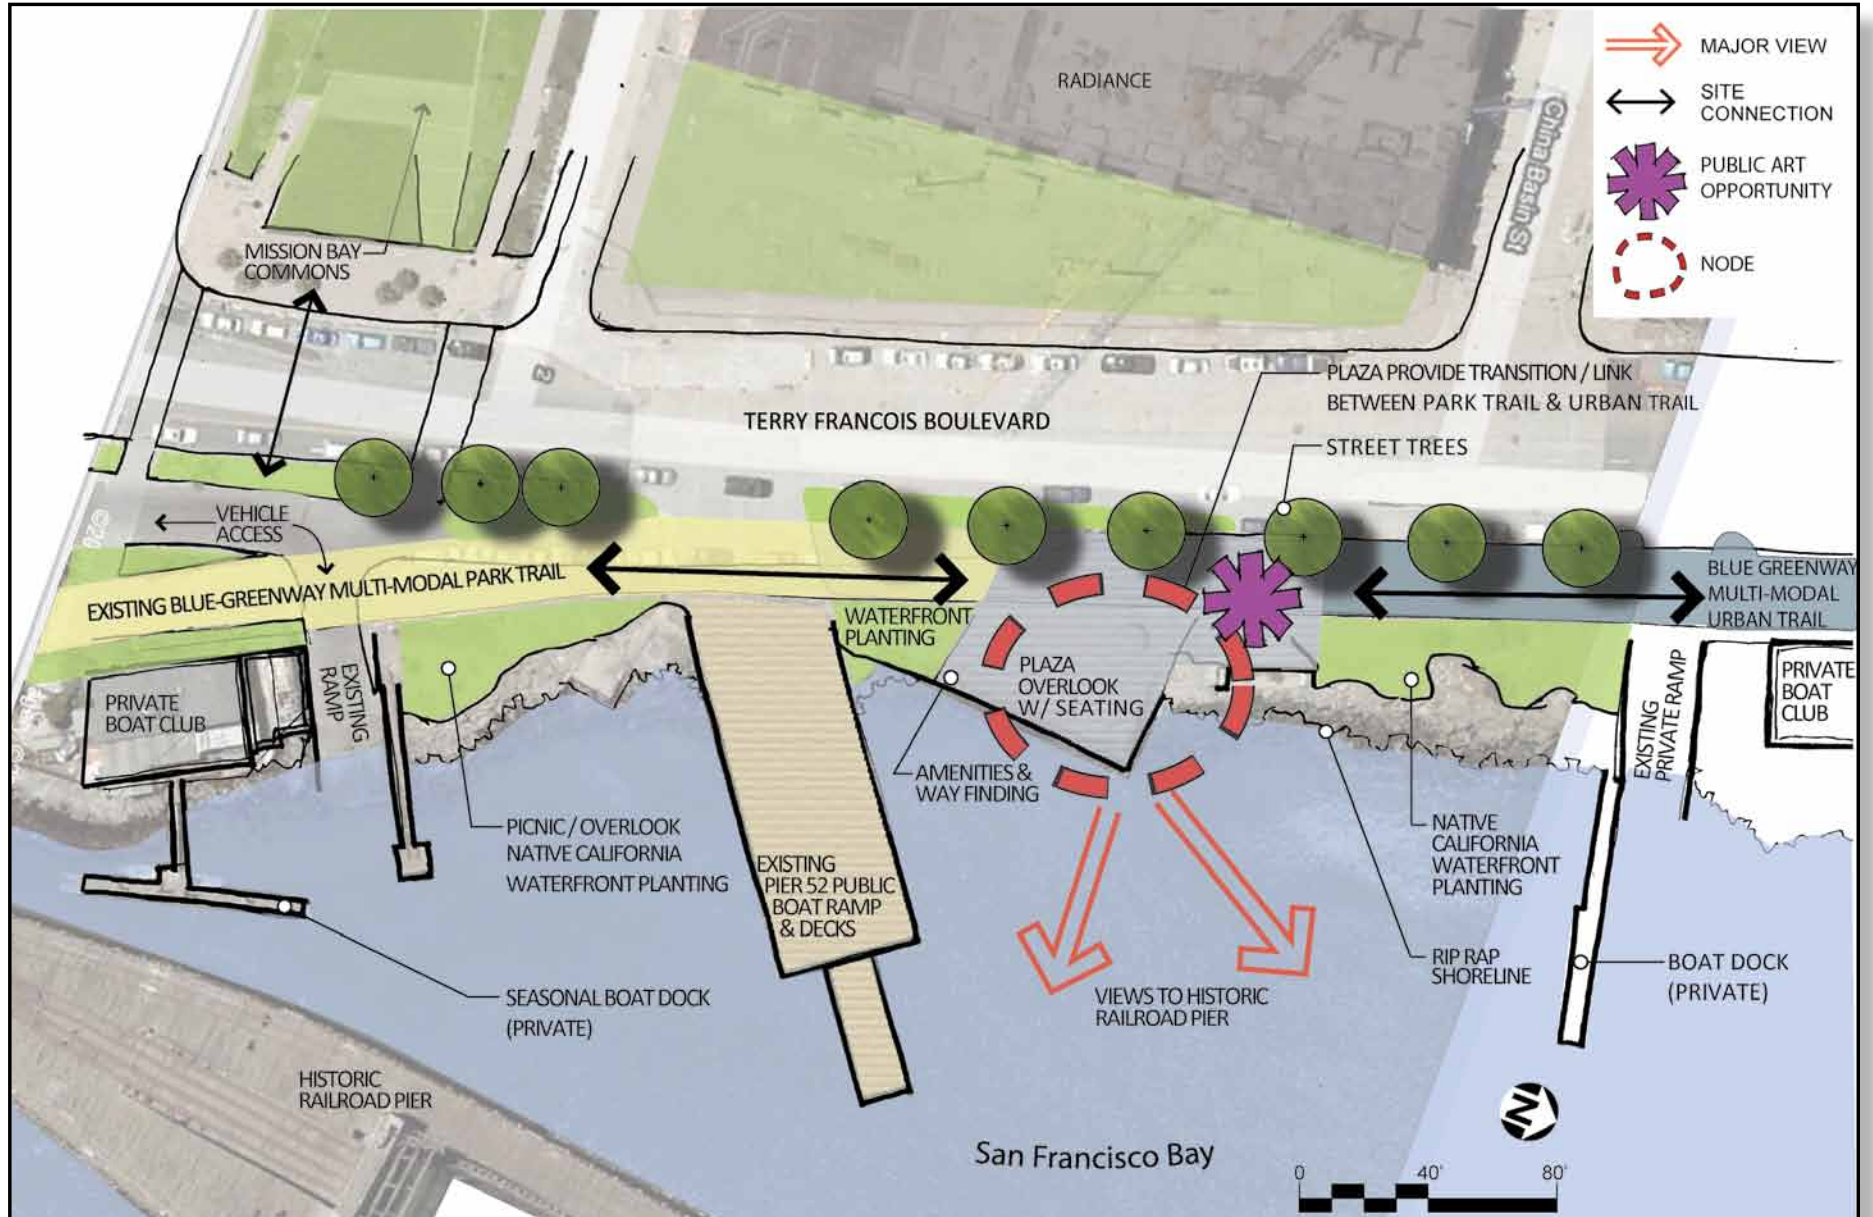 RADIANCE
China Basin St
MAJOR VIEW
SITE
CONNECTION
PUBLIC ART
OPPORTUNITY
NODE
MISSION BAY
COMMONS
PLAZA PROVIDE TRANSITION / LINK
BETWEEN PARK TRAIL & URBAN TRAIL
TERRY FRANCOIS BOULEVARD
STREET TREES
VEHICLE
ACCESS
EXISTING BLUE-GREENWAY MULTI-MODAL PARK TRAIL
BLUE GREENWAY
MULTI-MODAL
URBAN TRAIL
WATERFRONT
PLANTING
PLAZA
OVERLOOK
W/ SEATING
PRIVATE
BOAT CLUB
EXISTING
RAMP
EXISTING
PRIVATE RAMP
PRIVATE
BOAT
CLUB
AMENITIES &
WAY FINDING
PICNIC / OVERLOOK
NATIVE CALIFORNIA
WATERFRONT PLANTING
EXISTING
PIER 52 PUBLIC
BOAT RAMP
& DECKS
NATIVE
CALIFORNIA
WATERFRONT
PLANTING
RIP RAP
SHORELINE
BOAT DOCK
(PRIVATE)
SEASONAL BOAT DOCK
(PRIVATE)
VIEWS TO HISTORIC
RAILROAD PIER
HISTORIC
RAILROAD PIER
San Francisco Bay
N
0 40' 80'